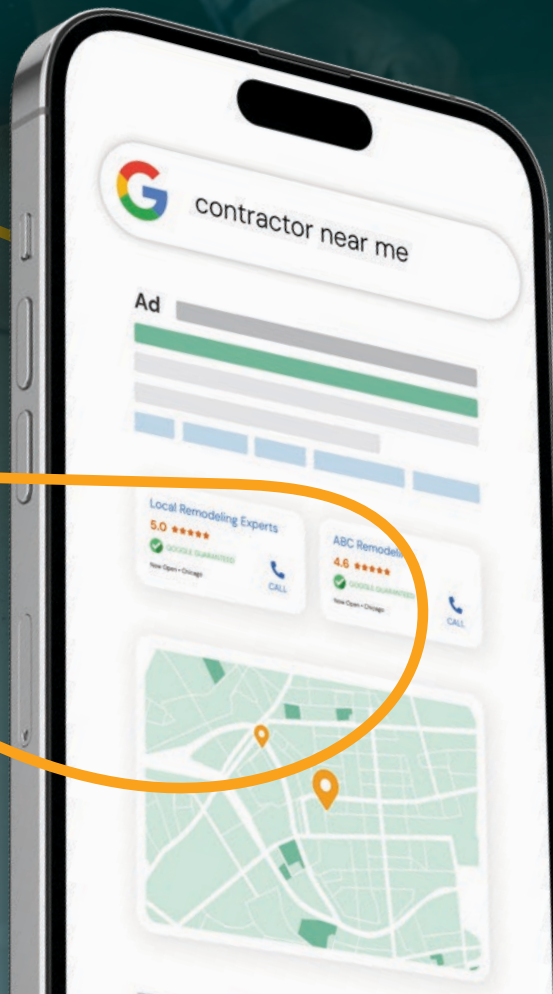 contractor near me
Ad
Local Remodeling Experts
5.0 ★★★★★
GOOGLE GUARANTEED
Now Open • Chicago
CALL
ABC Remodeling
4.6 ★★★★★
GOOGLE GUARANTEED
Now Open • Chicago
CALL